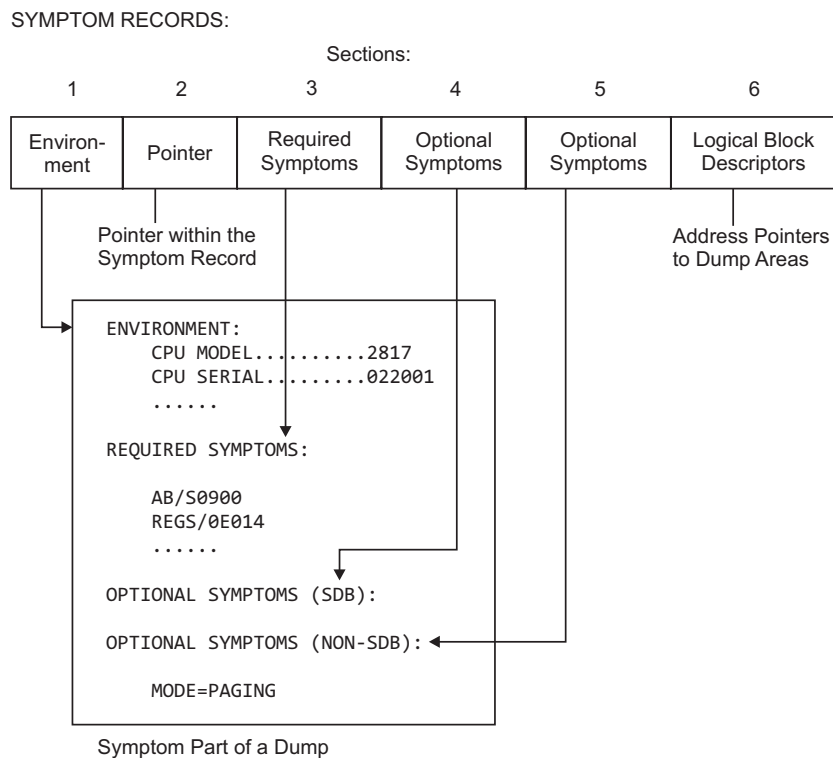 SYMPTOM RECORDS:
Sections:
1 2 3 4 5 6
Environ-
ment
Pointer
Required
Symptoms
Optional
Symptoms
Optional
Symptoms
Logical Block
Descriptors
Pointer within the
Symptom Record
Address Pointers
to Dump Areas
ENVIRONMENT:
CPU MODEL..........2817
CPU SERIAL.........022001
......
REQUIRED SYMPTOMS:
AB/S0900
REGS/0E014
......
OPTIONAL SYMPTOMS (SDB):
OPTIONAL SYMPTOMS (NON-SDB):
MODE=PAGING
Symptom Part of a Dump